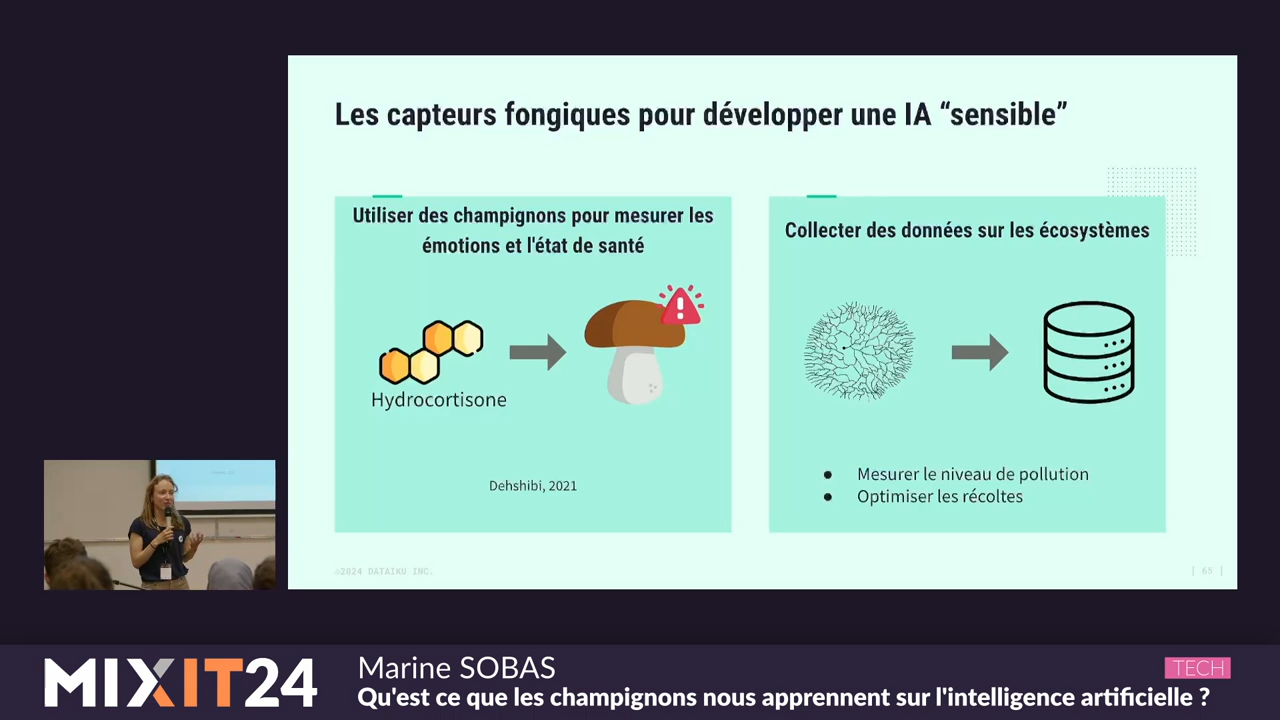 Les capteurs fongiques pour développer une IA “sensible”
Utiliser des champignons pour mesurer les
émotions et l'état de santé
Hydrocortisone
Dehshibi, 2021
Collecter des données sur les écosystèmes
● Mesurer le niveau de pollution
● Optimiser les récoltes
©2024 DATAIKU INC.
| 65 |
MIXIT24
Marine SOBAS
TECH
Qu'est ce que les champignons nous apprennent sur l'intelligence artificielle ?